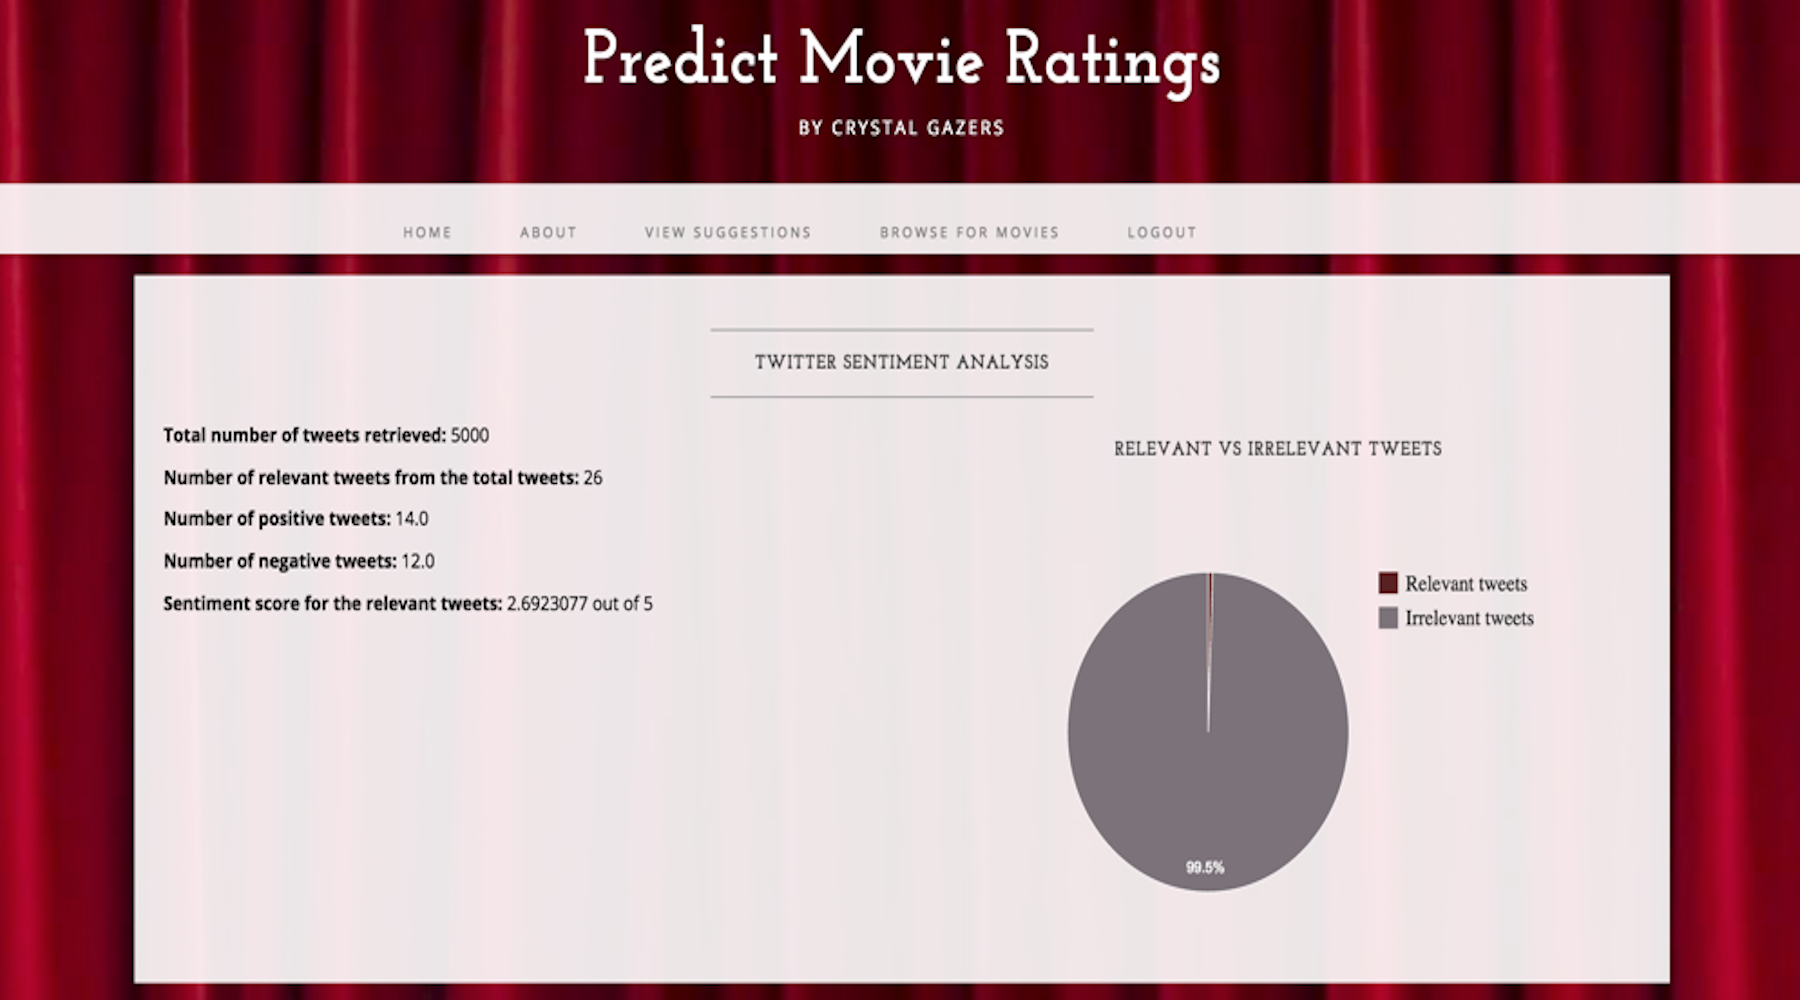 Predict Movie Ratings
BY CRYSTAL GAZERS
HOME ABOUT VIEW SUGGESTIONS BROWSE FOR MOVIES LOGOUT
TWITTER SENTIMENT ANALYSIS
Total number of tweets retrieved: 5000
Number of relevant tweets from the total tweets: 26
Number of positive tweets: 14.0
Number of negative tweets: 12.0
Sentiment score for the relevant tweets: 2.6923077 out of 5
RELEVANT VS IRRELEVANT TWEETS
Relevant tweets
Irrelevant tweets
99.5%